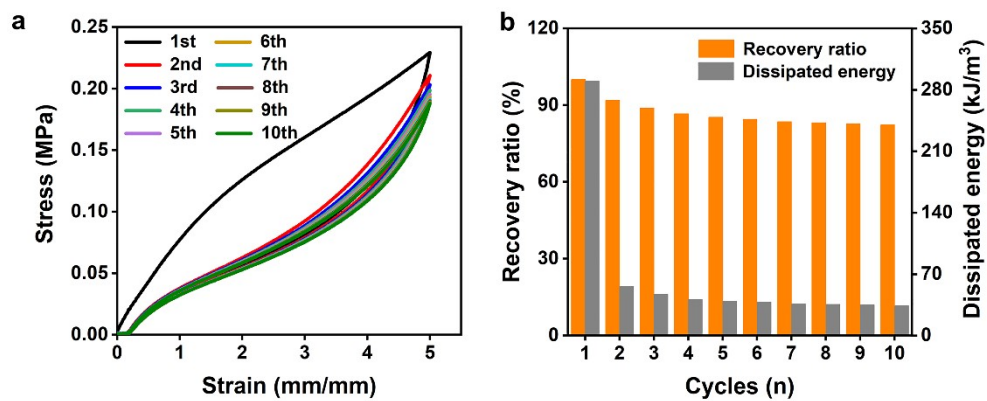 a
0.25
0.20
0.15
0.10
0.05
0.00
Stress (MPa)
1st
2nd
3rd
4th
5th
6th
7th
8th
9th
10th
0 1 2 3 4 5
Strain (mm/mm)
b
120
90
60
30
0
Recovery ratio (%)
Recovery ratio
Dissipated energy
350
280
210
140
70
0
Dissipated energy (kJ/m³)
1 2 3 4 5 6 7 8 9 10
Cycles (n)